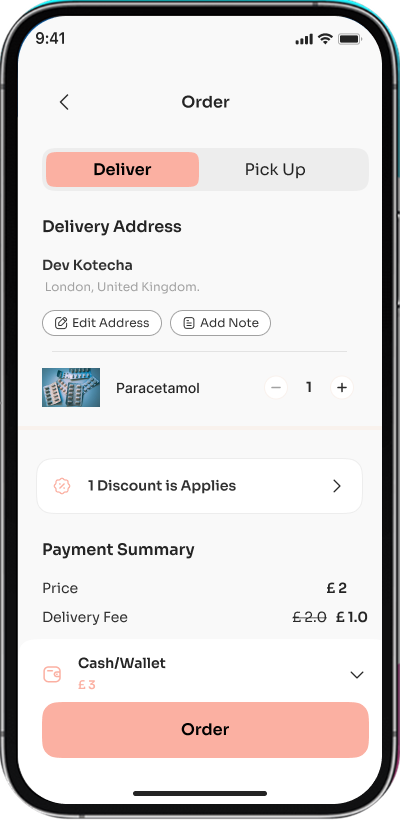 9:41
Order
Deliver Pick Up
Delivery Address
Dev Kotecha
London, United Kingdom.
Edit Address Add Note
Paracetamol 1
1 Discount is Applies
Payment Summary
Price £ 2
Delivery Fee £ 2.0 £ 1.0
Cash/Wallet
£ 3
Order